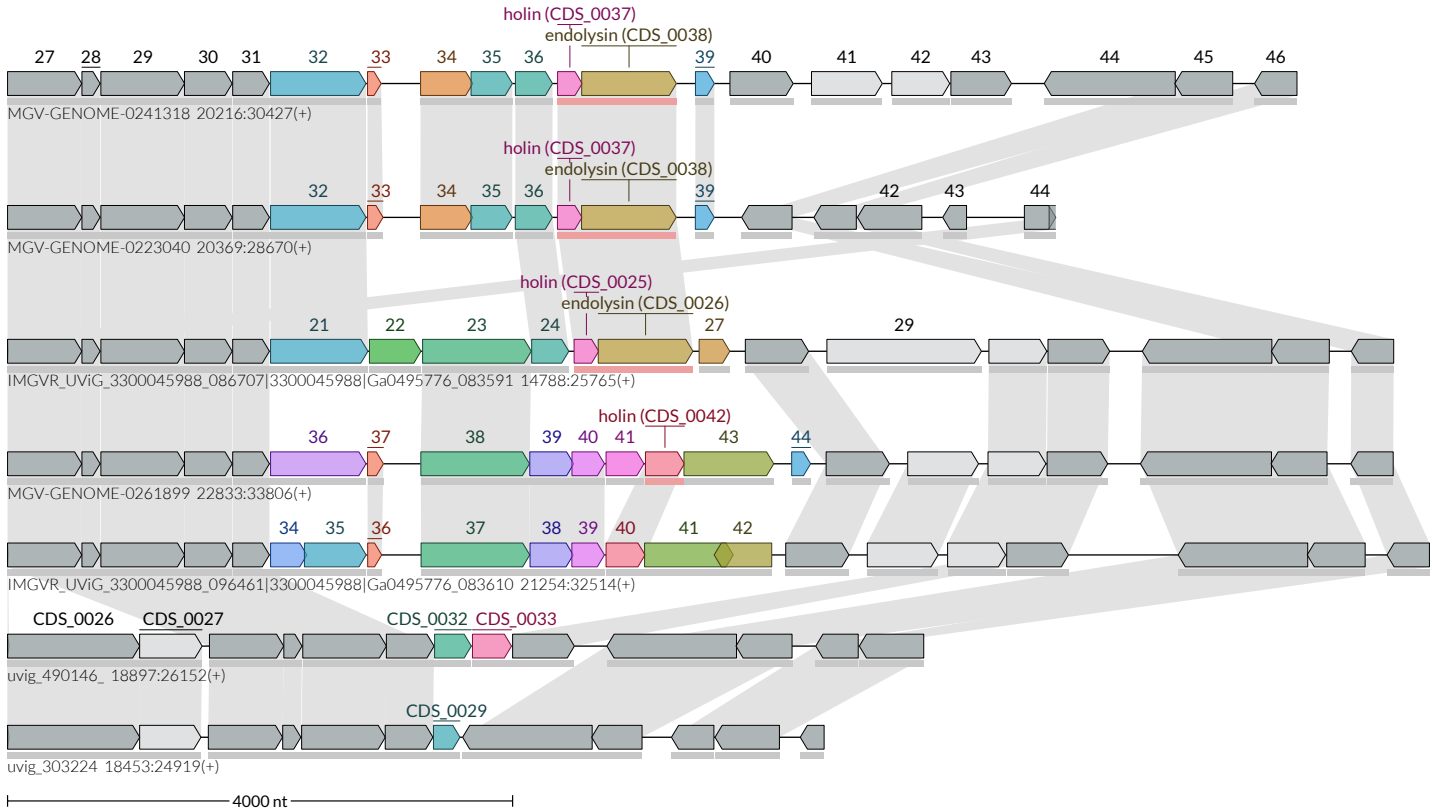 holin (CDS_0037)
endolysin (CDS_0038)
27 28 29 30 31 32 33 34 35 36 39 40 41 42 43 44 45 46
MGV-GENOME-0241318 20216:30427(+)
holin (CDS_0037)
endolysin (CDS_0038)
32 33 34 35 36 39 42 43 44
MGV-GENOME-0223040 20369:28670(+)
holin (CDS_0025)
endolysin (CDS_0026)
21 22 23 24 27 29
IMGVR_UViG_3300045988_086707|3300045988|Ga0495776_083591 14788:25765(+)
holin (CDS_0042)
36 37 38 39 40 41 43 44
MGV-GENOME-0261899 22833:33806(+)
34 35 36 37 38 39 40 41 42
IMGVR_UViG_3300045988_096461|3300045988|Ga0495776_083610 21254:32514(+)
CDS_0026 CDS_0027 CDS_0032 CDS_0033
uvig_490146_ 18897:26152(+)
CDS_0029
uvig_303224 18453:24919(+)
4000 nt